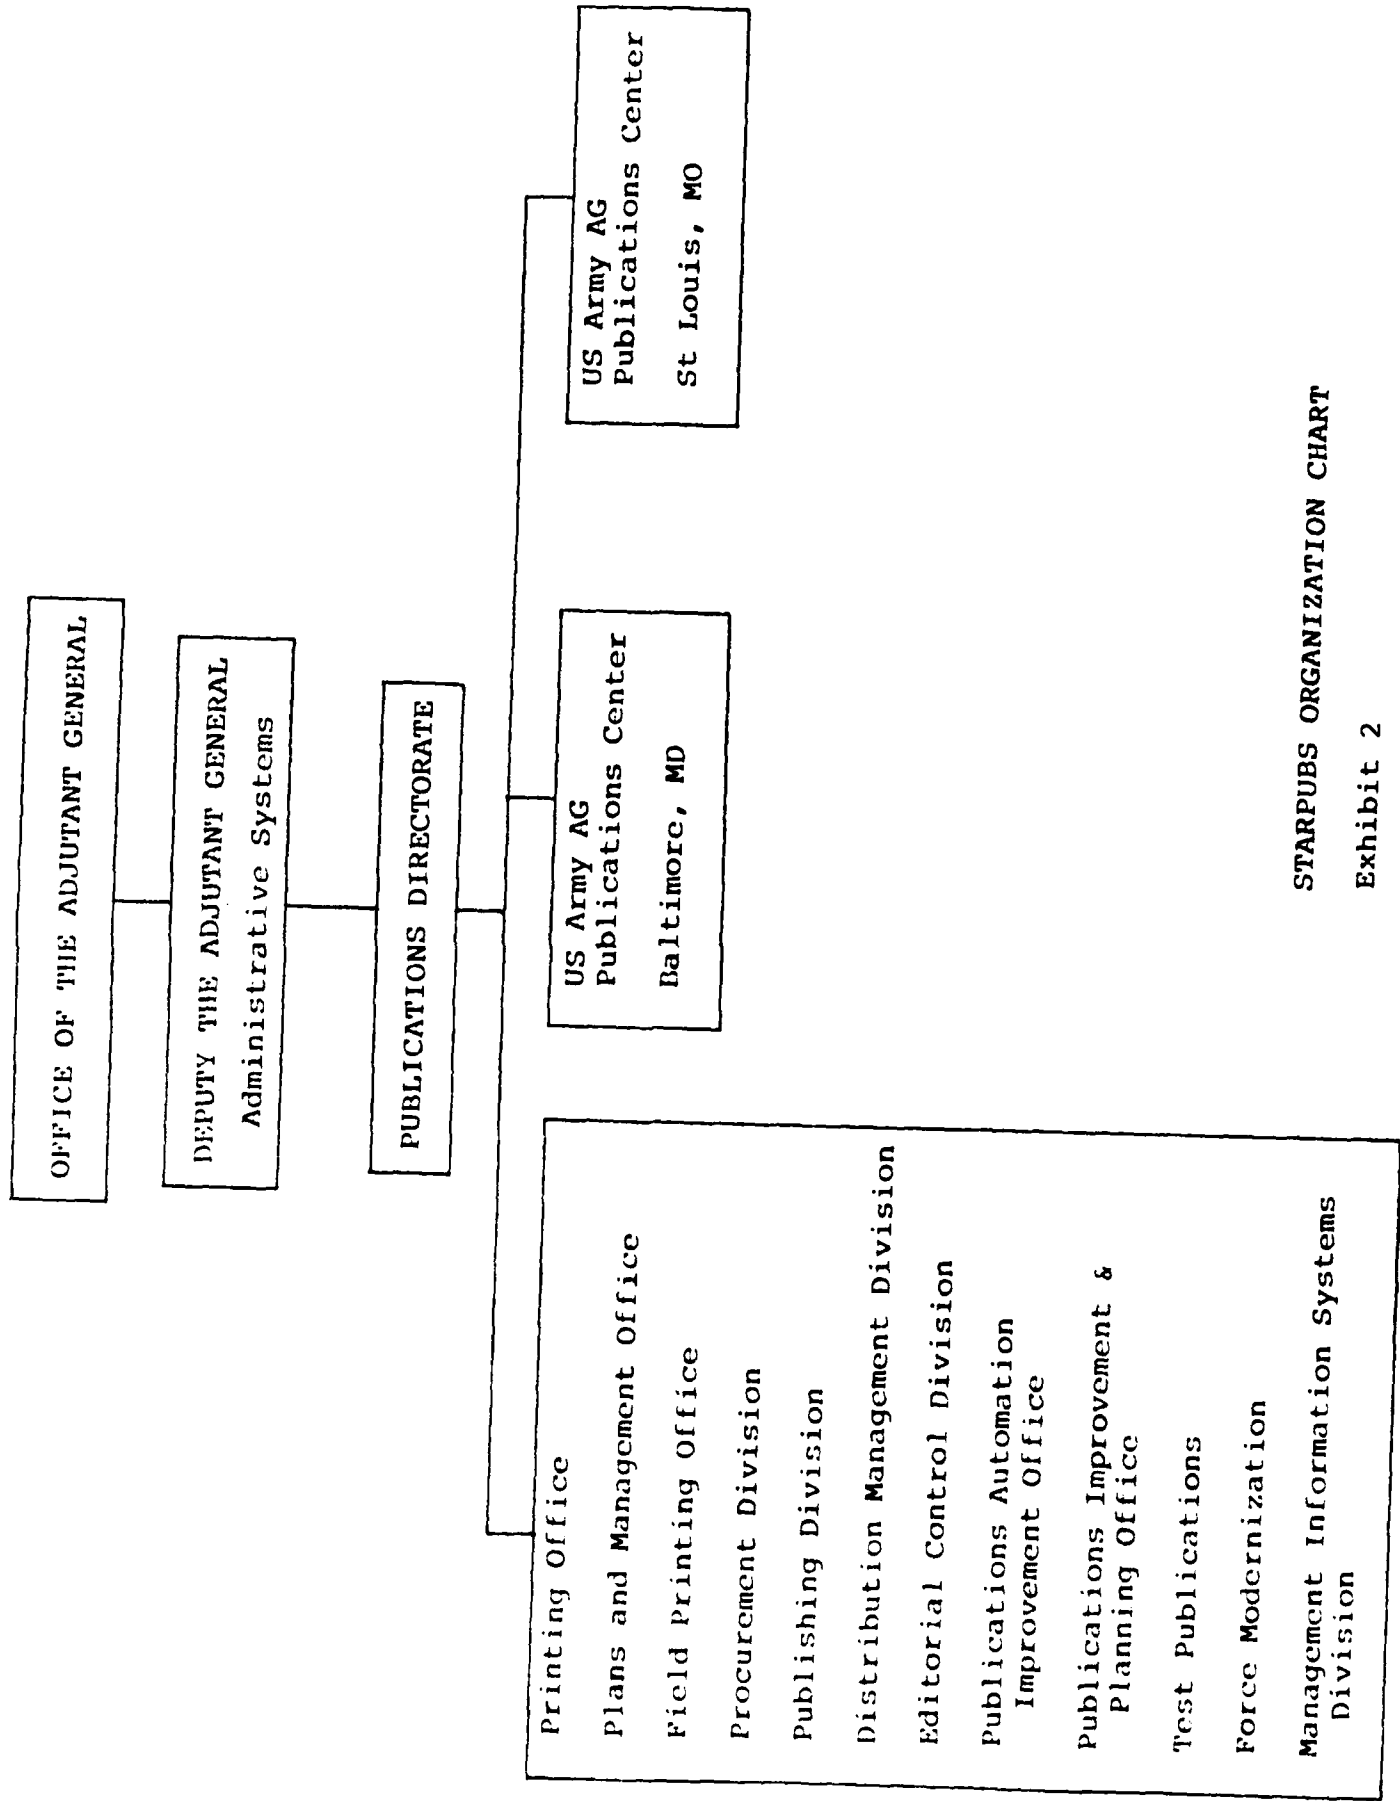 OFFICE OF THE ADJUTANT GENERAL
DEPUTY THE ADJUTANT GENERAL
Administrative Systems
PUBLICATIONS DIRECTORATE
Printing Office
Plans and Management Office
Field Printing Office
Procurement Division
Publishing Division
Distribution Management Division
Editorial Control Division
Publications Automation
Improvement Office
Publications Improvement &
Planning Office
Test Publications
Force Modernization
Management Information Systems
Division
US Army AG
Publications Center
Baltimore, MD
US Army AG
Publications Center
St Louis, MO
STARPUBS ORGANIZATION CHART
Exhibit 2